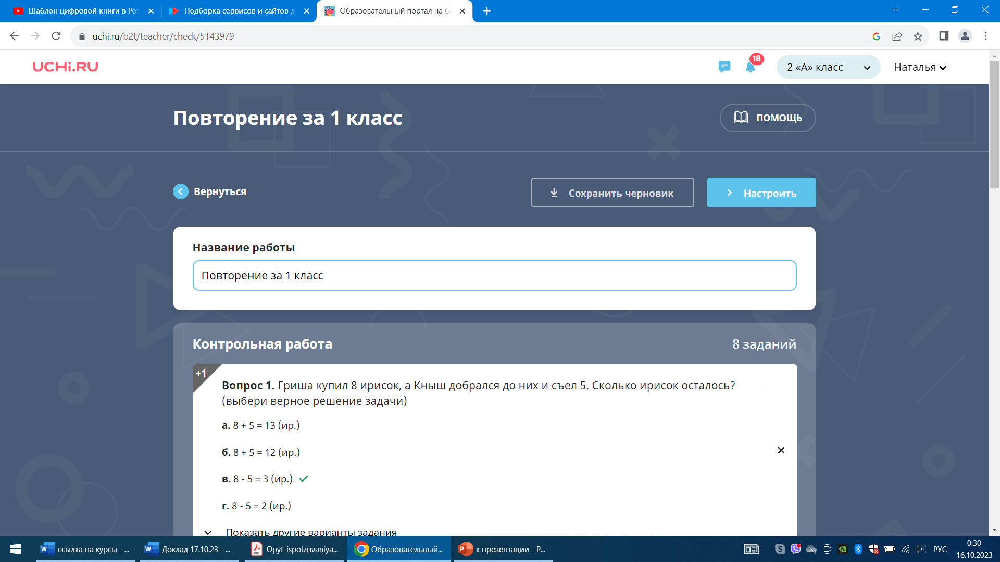 Шаблон цифровой книги в Pow
Подборка сервисов и сайтов д
Образовательный портал на б
uchi.ru/b2t/teacher/check/5143979
UCHi.RU
18
2 «А» класс
Наталья
Повторение за 1 класс
ПОМОЩЬ
Вернуться
Сохранить черновик
Настроить
Название работы
Повторение за 1 класс
Контрольная работа
8 заданий
+1
Вопрос 1. Гриша купил 8 ирисок, а Кныш добрался до них и съел 5. Сколько ирисок осталось?
(выбери верное решение задачи)
а. 8 + 5 = 13 (ир.)
б. 8 + 5 = 12 (ир.)
в. 8 - 5 = 3 (ир.)
г. 8 - 5 = 2 (ир.)
Показать другие варианты задания
ссылка на курсы - ...
Доклад 17.10.23 - ...
Opyt-ispolzovaniya...
Образовательный...
к презентации - P...
РУС
0:30
16.10.2023